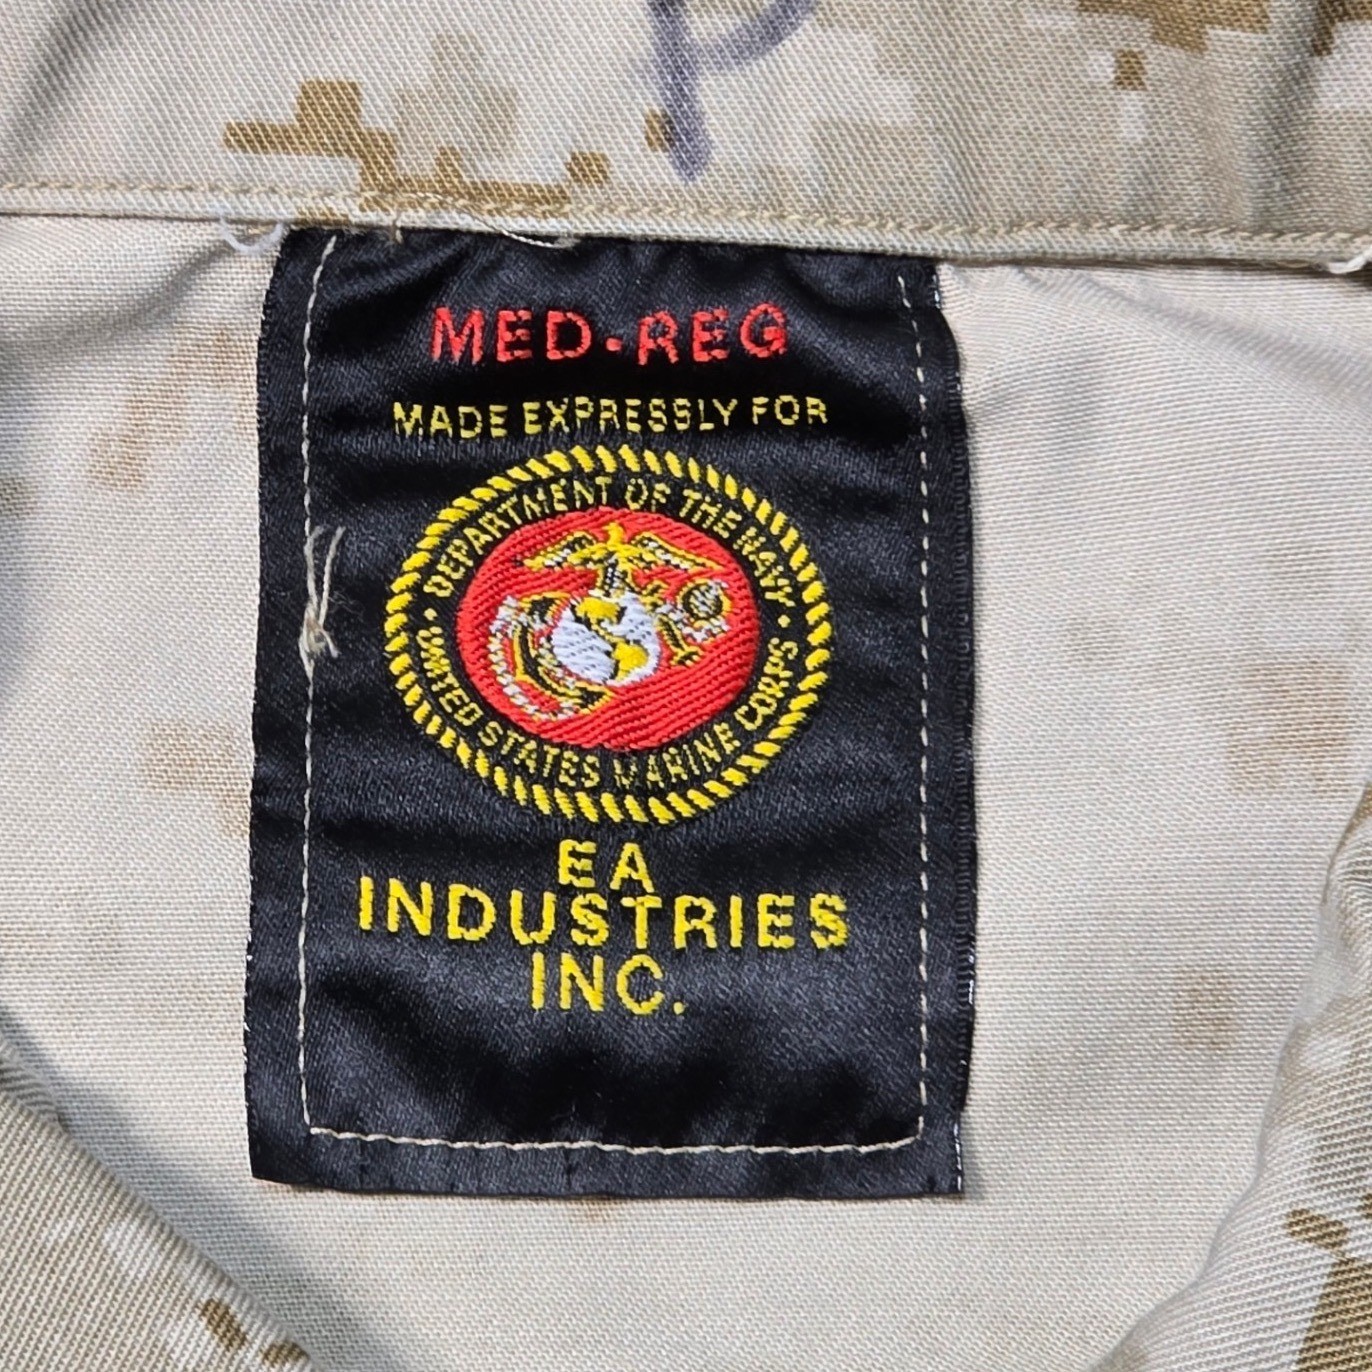 P
MED-REG
MADE EXPRESSLY FOR
DEPARTMENT OF THE NAVY
• UNITED STATES MARINE CORPS •
EA
INDUSTRIES
INC.